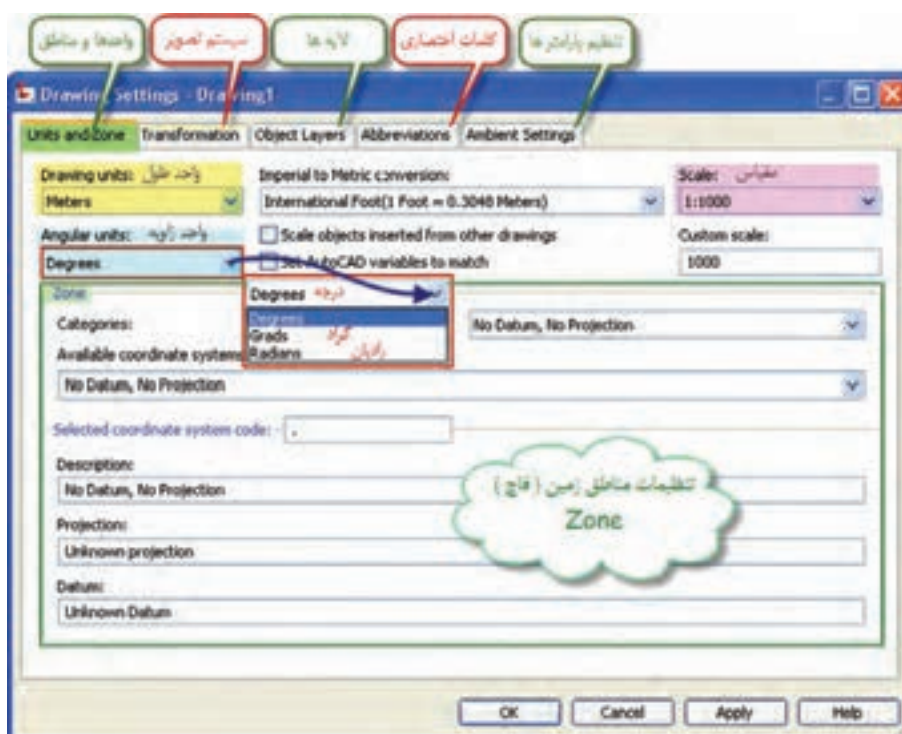 واحدها و مناطق
سیستم تصویر
لایه ها
کلمات اختصاری
تنظیم پارامتر ها
Drawing Settings - Drawing1
Units and Zone
Transformation
Object Layers
Abbreviations
Ambient Settings
Drawing units: واحد طول
Imperial to Metric conversion:
Scale: مقیاس
Meters
International Foot(1 Foot = 0.3048 Meters)
1:1000
Angular units: واحد زاویه
Scale objects inserted from other drawings
Custom scale:
Degrees
Set AutoCAD variables to match
1000
Zone
Degrees درجه
Categories:
Degrees
No Datum, No Projection
Grads گراد
Available coordinate systems
Radians رادیان
No Datum, No Projection
Selected coordinate system code: .
Description:
No Datum, No Projection
تنظیمات مناطق زمین ( قاچ )
Zone
Projection:
Unknown projection
Datum:
Unknown Datum
OK
Cancel
Apply
Help